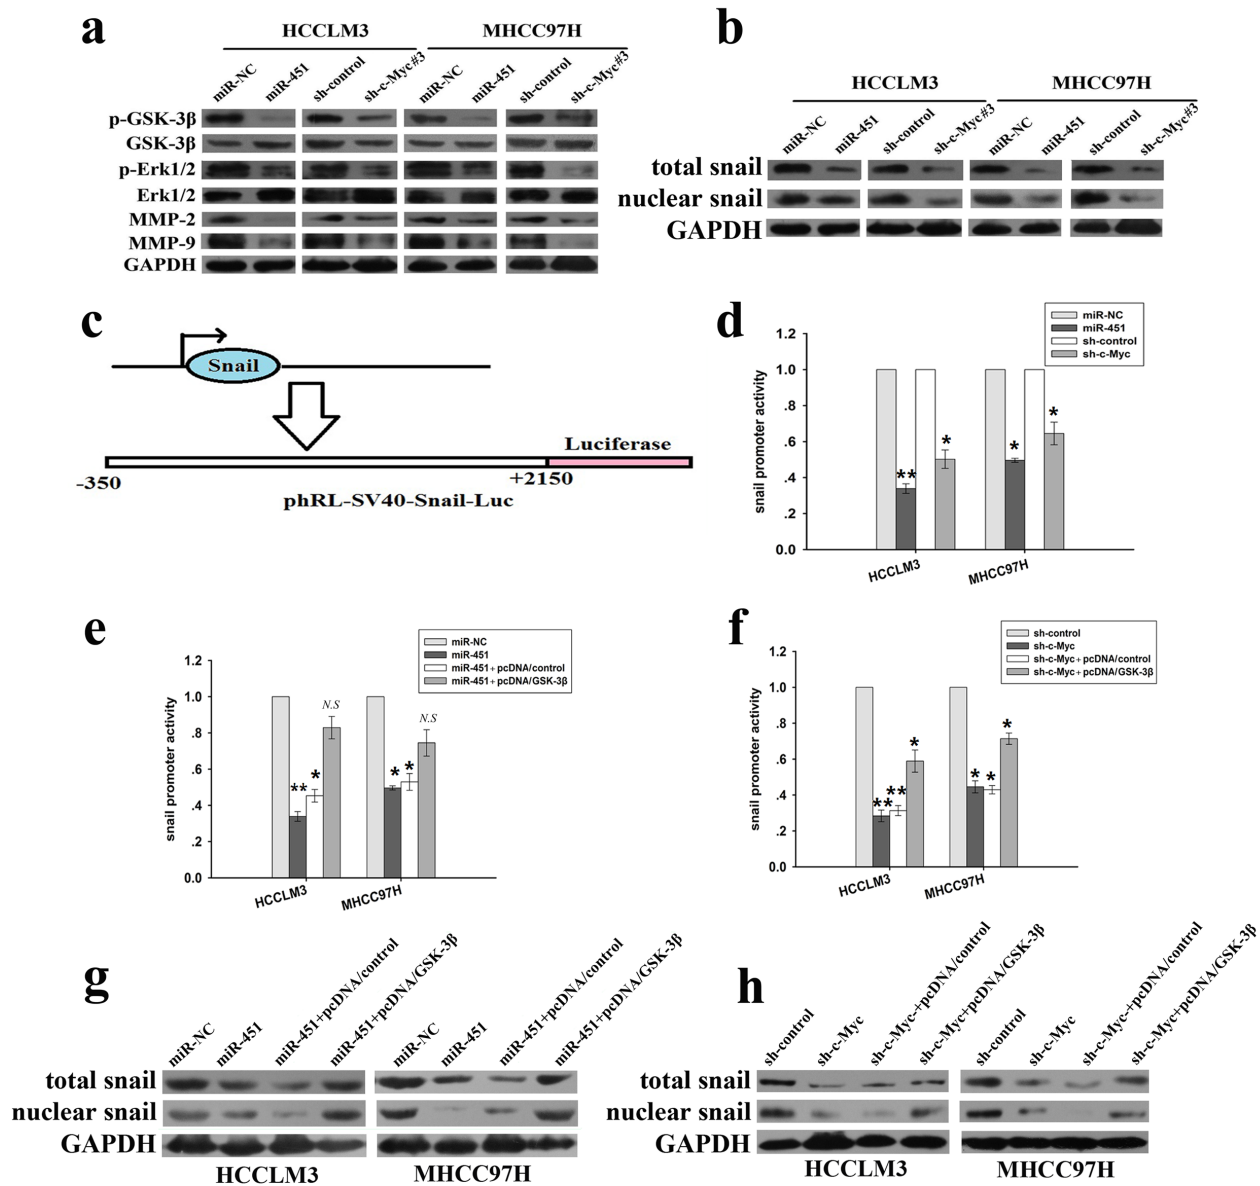 a
HCCLM3
MHCC97H
miR-NC
miR-451
sh-control
sh-c-Myc#3
miR-NC
miR-451
sh-control
sh-c-Myc#3
p-GSK-3β
GSK-3β
p-Erk1/2
Erk1/2
MMP-2
MMP-9
GAPDH
b
HCCLM3
MHCC97H
miR-NC
miR-451
sh-control
sh-c-Myc#3
miR-NC
miR-451
sh-control
sh-c-Myc#3
total snail
nuclear snail
GAPDH
c
Snail
Luciferase
-350
+2150
phRL-SV40-Snail-Luc
d
miR-NC
miR-451
sh-control
sh-c-Myc
snail promoter activity
1.2
1.0
.8
.6
.4
.2
0.0
**
*
*
*
HCCLM3
MHCC97H
e
miR-NC
miR-451
miR-451+pcDNA/control
miR-451+pcDNA/GSK-3β
snail promoter activity
1.2
1.0
.8
.6
.4
.2
0.0
**
*
N.S
*
*
N.S
HCCLM3
MHCC97H
f
sh-control
sh-c-Myc
sh-c-Myc+pcDNA/control
sh-c-Myc+pcDNA/GSK-3β
snail promoter activity
1.2
1.0
.8
.6
.4
.2
0.0
**
**
*
*
*
*
HCCLM3
MHCC97H
g
miR-NC
miR-451
miR-451+pcDNA/control
miR-451+pcDNA/GSK-3β
miR-NC
miR-451
miR-451+pcDNA/control
miR-451+pcDNA/GSK-3β
total snail
nuclear snail
GAPDH
HCCLM3
MHCC97H
h
sh-control
sh-c-Myc
sh-c-Myc-+pcDNA/control
sh-c-Myc+pcDNA/GSK-3β
sh-control
sh-c-Myc
sh-c-Myc-+pcDNA/control
sh-c-Myc+pcDNA/GSK-3β
total snail
nuclear snail
GAPDH
HCCLM3
MHCC97H